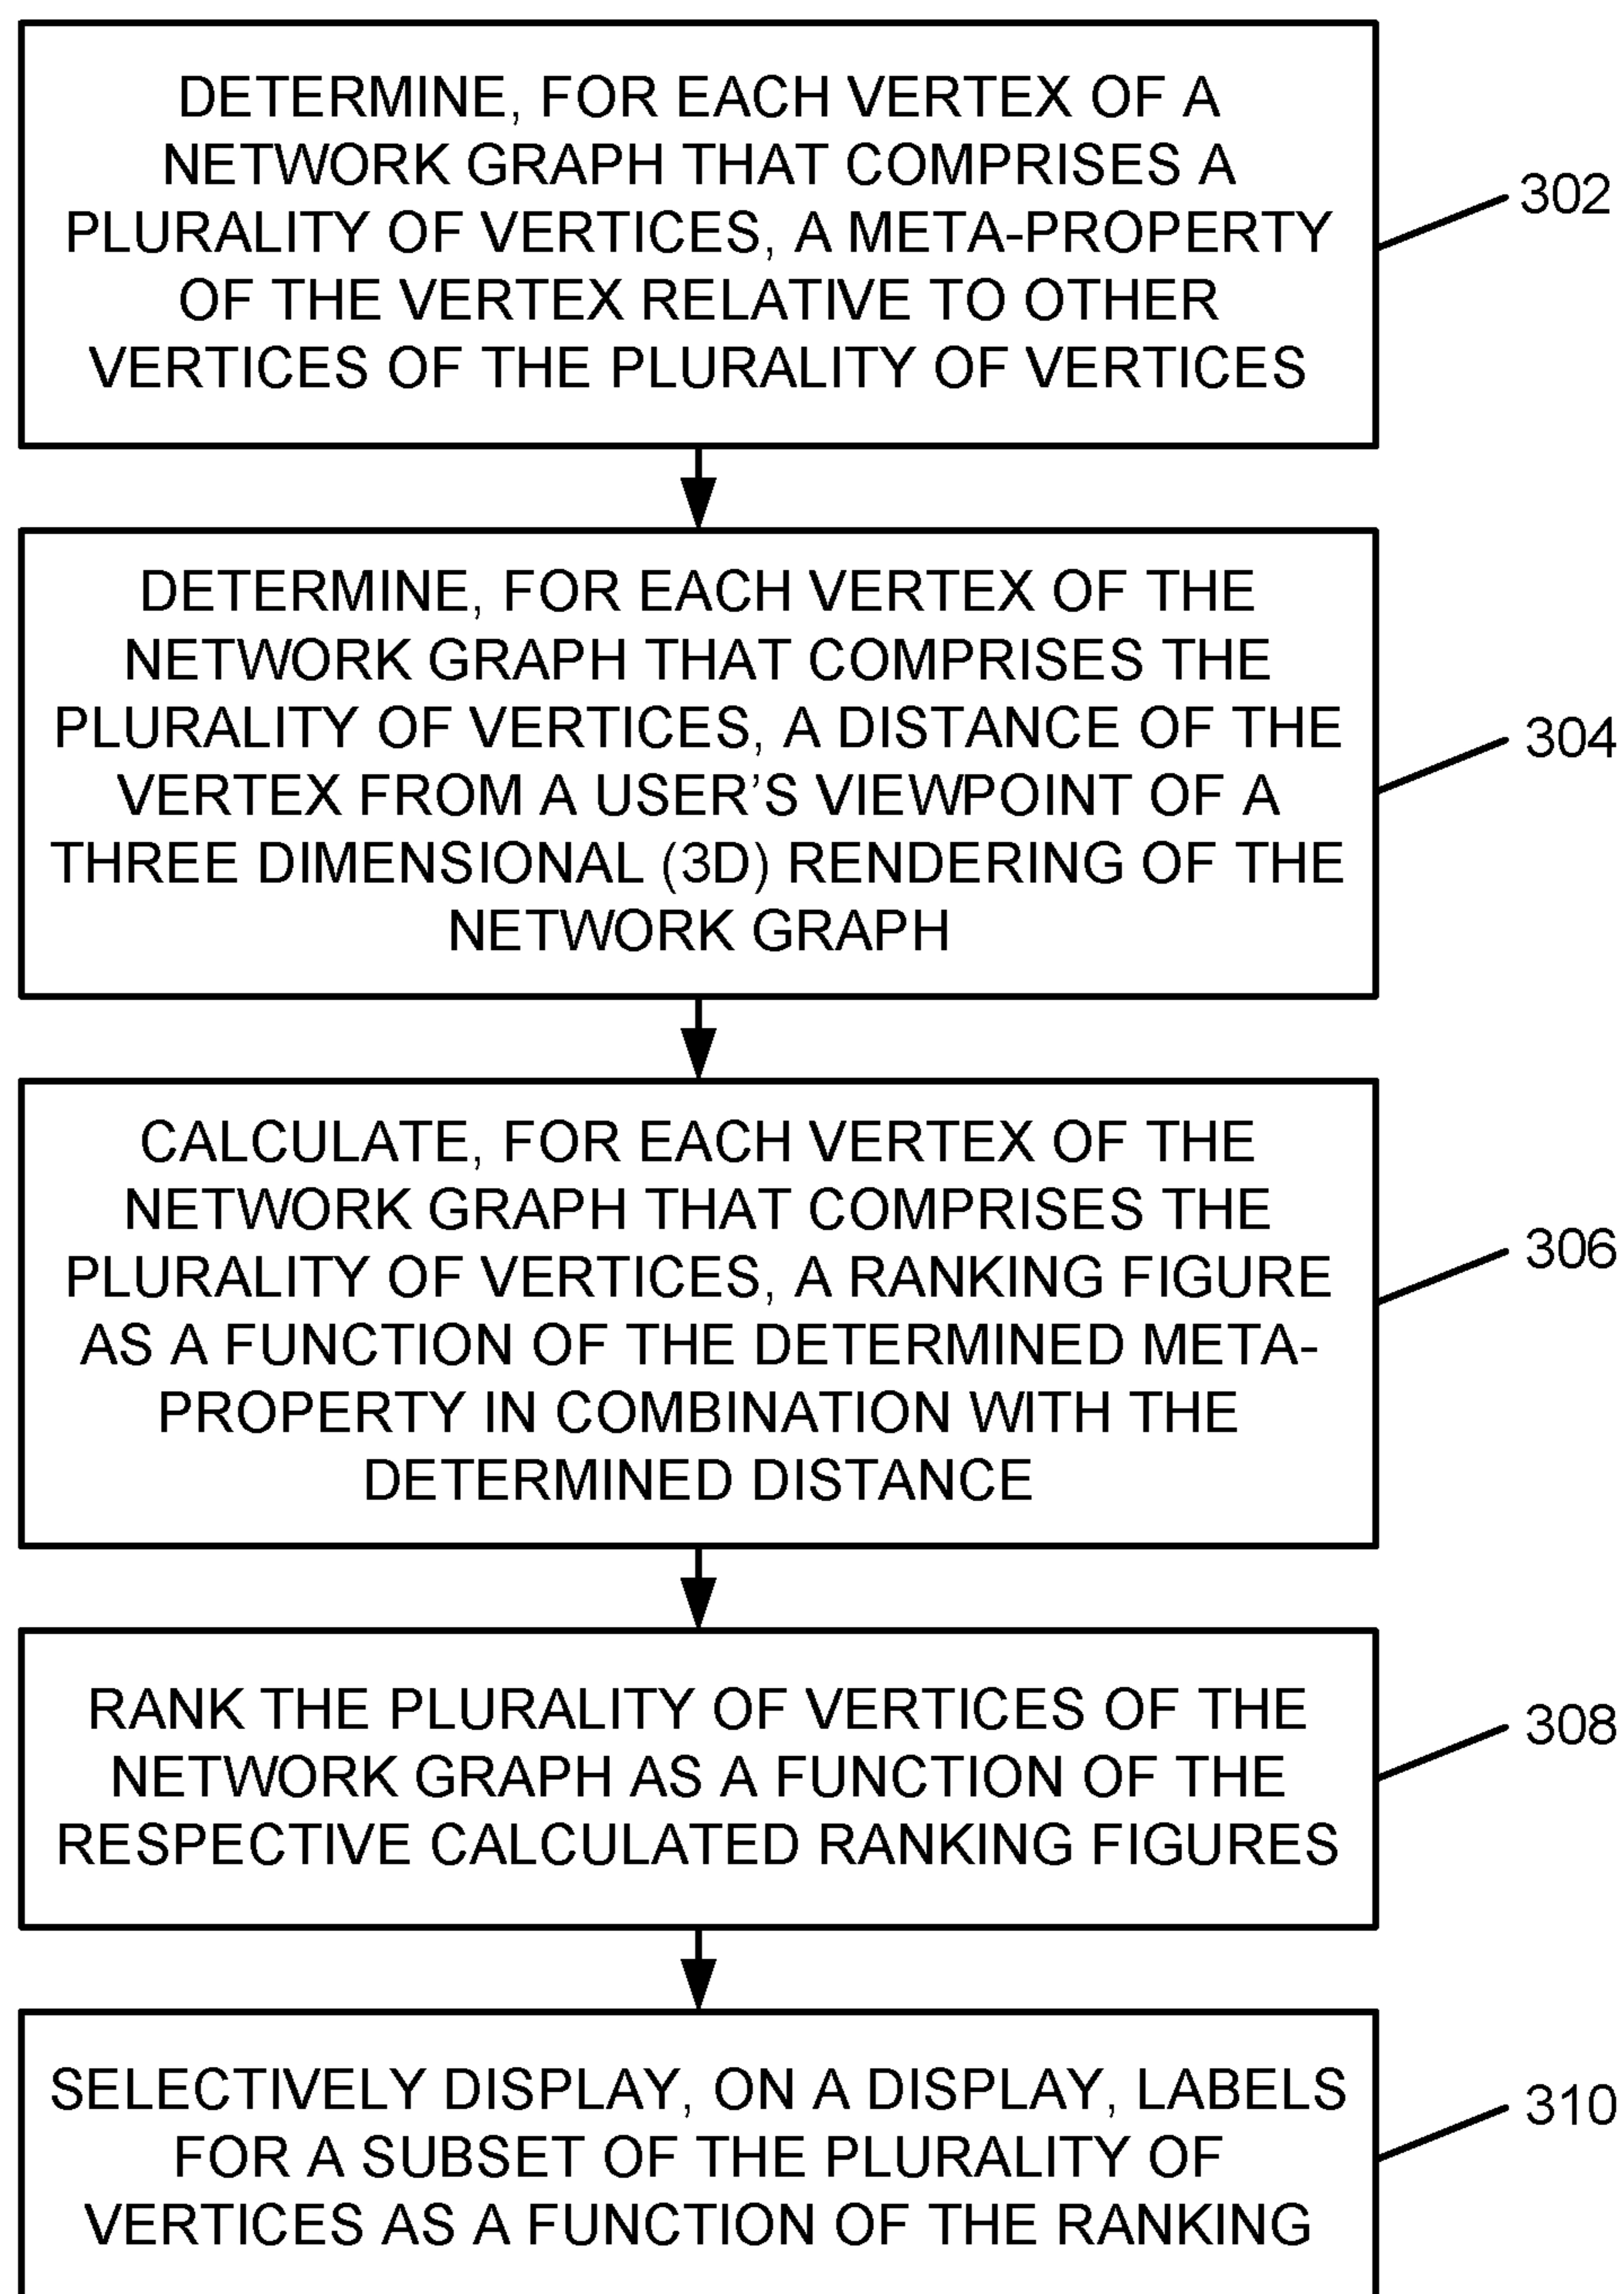 DETERMINE, FOR EACH VERTEX OF A
NETWORK GRAPH THAT COMPRISES A
PLURALITY OF VERTICES, A META-PROPERTY
OF THE VERTEX RELATIVE TO OTHER
VERTICES OF THE PLURALITY OF VERTICES
302
DETERMINE, FOR EACH VERTEX OF THE
NETWORK GRAPH THAT COMPRISES THE
PLURALITY OF VERTICES, A DISTANCE OF THE
VERTEX FROM A USER’S VIEWPOINT OF A
THREE DIMENSIONAL (3D) RENDERING OF THE
NETWORK GRAPH
304
CALCULATE, FOR EACH VERTEX OF THE
NETWORK GRAPH THAT COMPRISES THE
PLURALITY OF VERTICES, A RANKING FIGURE
AS A FUNCTION OF THE DETERMINED META-
PROPERTY IN COMBINATION WITH THE
DETERMINED DISTANCE
306
RANK THE PLURALITY OF VERTICES OF THE
NETWORK GRAPH AS A FUNCTION OF THE
RESPECTIVE CALCULATED RANKING FIGURES
308
SELECTIVELY DISPLAY, ON A DISPLAY, LABELS
FOR A SUBSET OF THE PLURALITY OF
VERTICES AS A FUNCTION OF THE RANKING
310